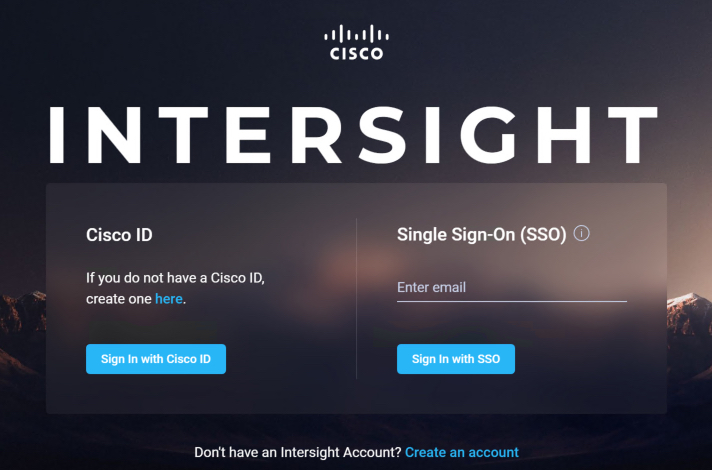 CISCO
INTERSIGHT
Cisco ID
If you do not have a Cisco ID,
create one here.
Sign In with Cisco ID
Single Sign-On (SSO)
Enter email
Sign In with SSO
Don't have an Intersight Account? Create an account